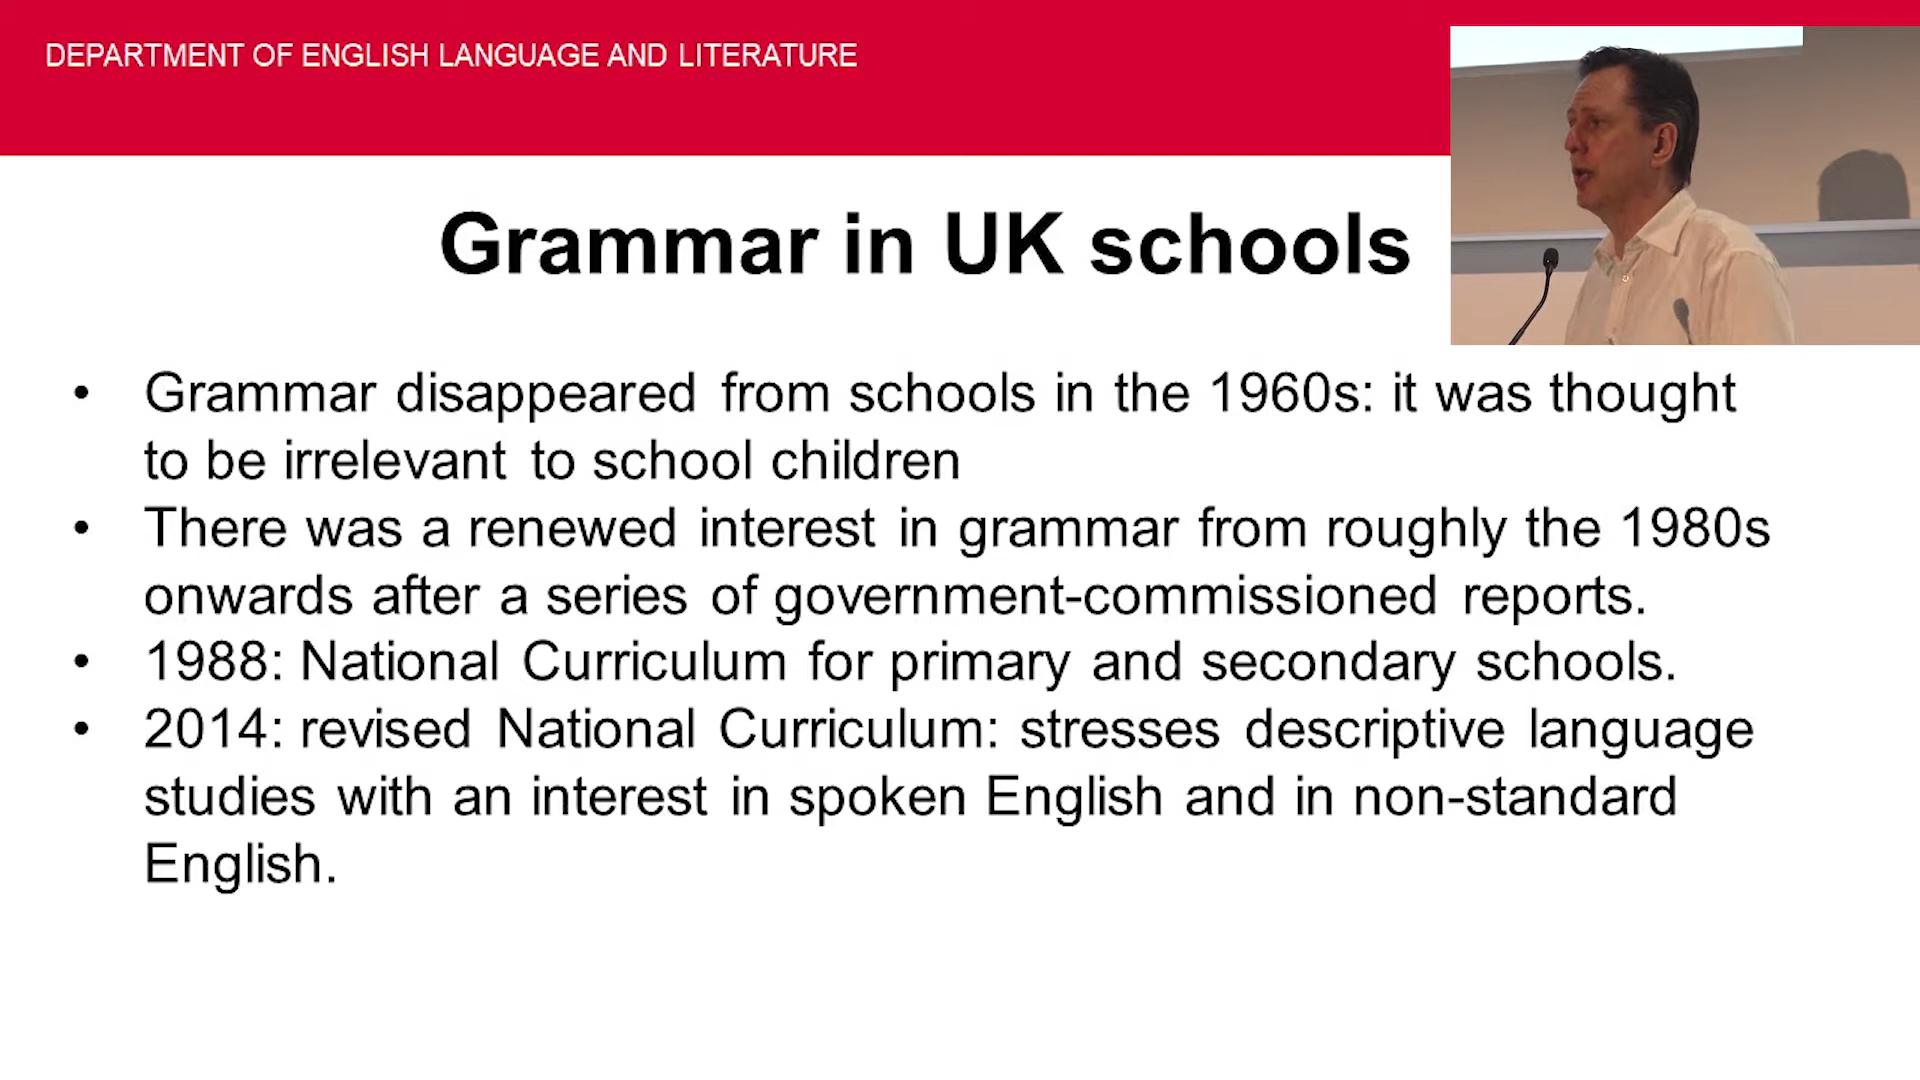 DEPARTMENT OF ENGLISH LANGUAGE AND LITERATURE
Grammar in UK schools
• Grammar disappeared from schools in the 1960s: it was thought
to be irrelevant to school children
• There was a renewed interest in grammar from roughly the 1980s
onwards after a series of government-commissioned reports.
• 1988: National Curriculum for primary and secondary schools.
• 2014: revised National Curriculum: stresses descriptive language
studies with an interest in spoken English and in non-standard
English.